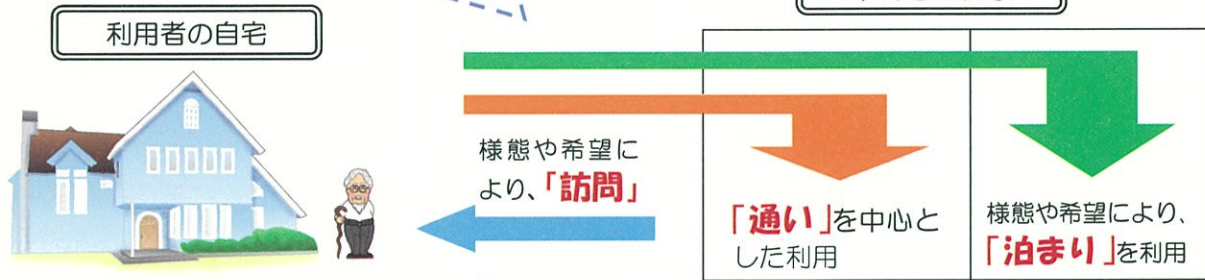 利用者の自宅
様態や希望に
より、「訪問」
「通い」を中心と
した利用
様態や希望により、
「泊まり」を利用